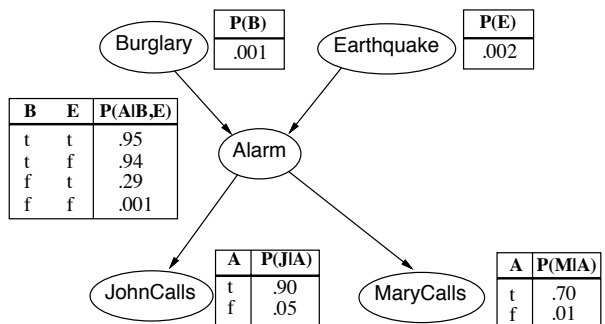 Burglary
P(B)
.001
Earthquake
P(E)
.002
B E P(A|B,E)
t t .95
t f .94
f t .29
f f .001
Alarm
JohnCalls
A P(J|A)
t .90
f .05
MaryCalls
A P(M|A)
t .70
f .01